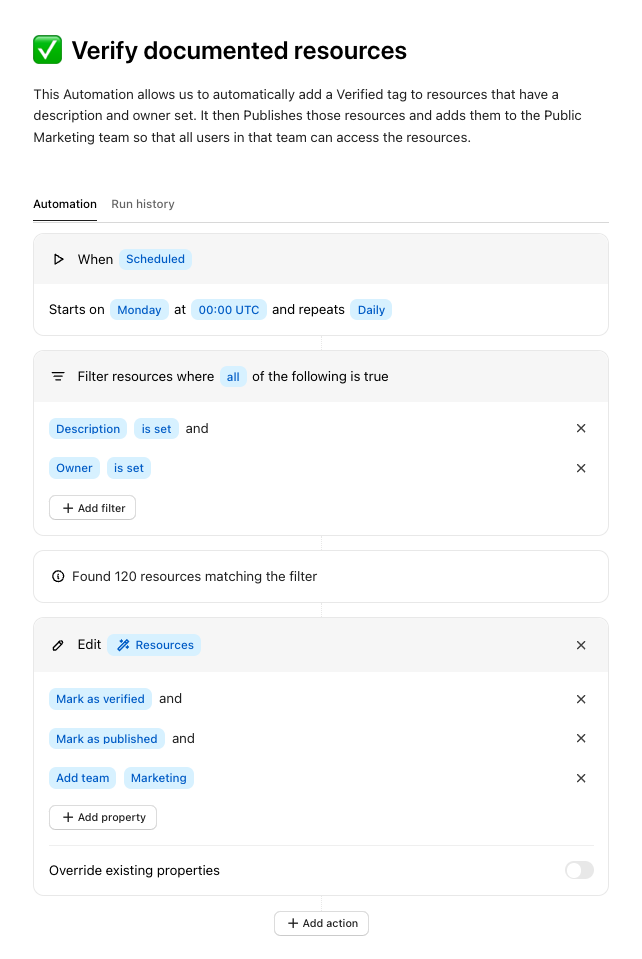 ✅ Verify documented resources
This Automation allows us to automatically add a Verified tag to resources that have a
description and owner set. It then Publishes those resources and adds them to the Public
Marketing team so that all users in that team can access the resources.
Automation Run history
When Scheduled
Starts on Monday at 00:00 UTC and repeats Daily
Filter resources where all of the following is true
Description is set and
Owner is set
+ Add filter
Found 120 resources matching the filter
Edit Resources
Mark as verified and
Mark as published and
Add team Marketing
+ Add property
Override existing properties
+ Add action